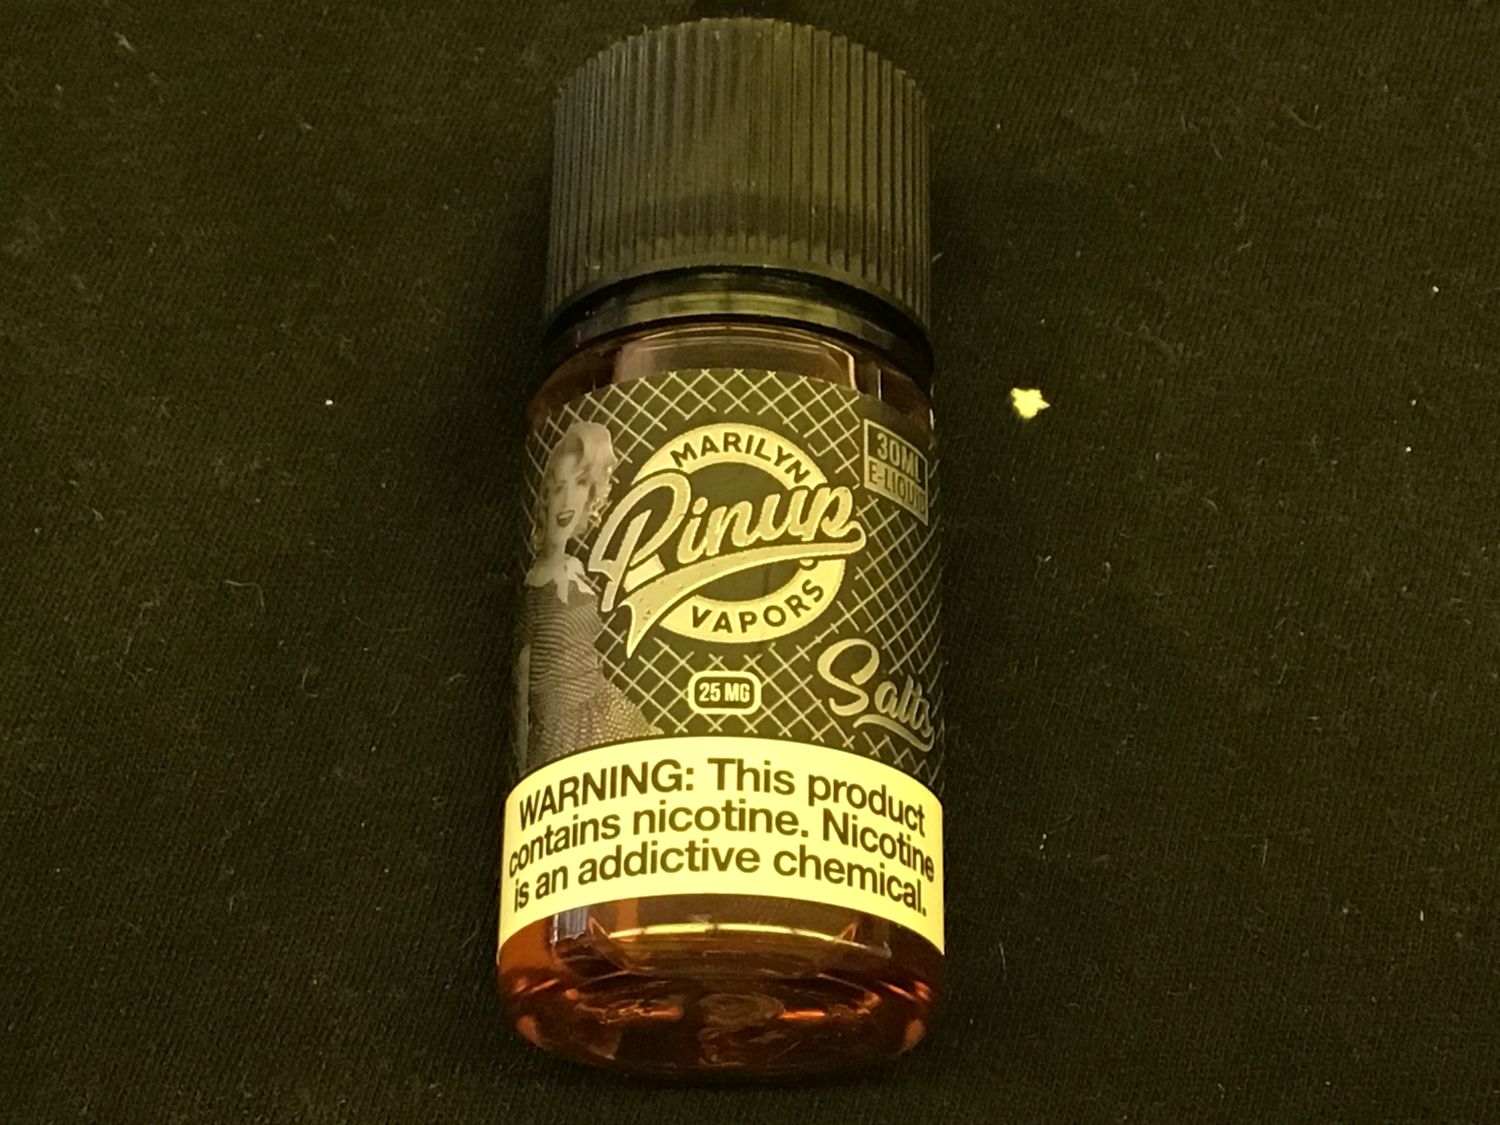 MARILYN
Pinup
VAPORS
30ML
E-LIQUID
25 MG
Salts
WARNING: This product
contains nicotine. Nicotine
is an addictive chemical.